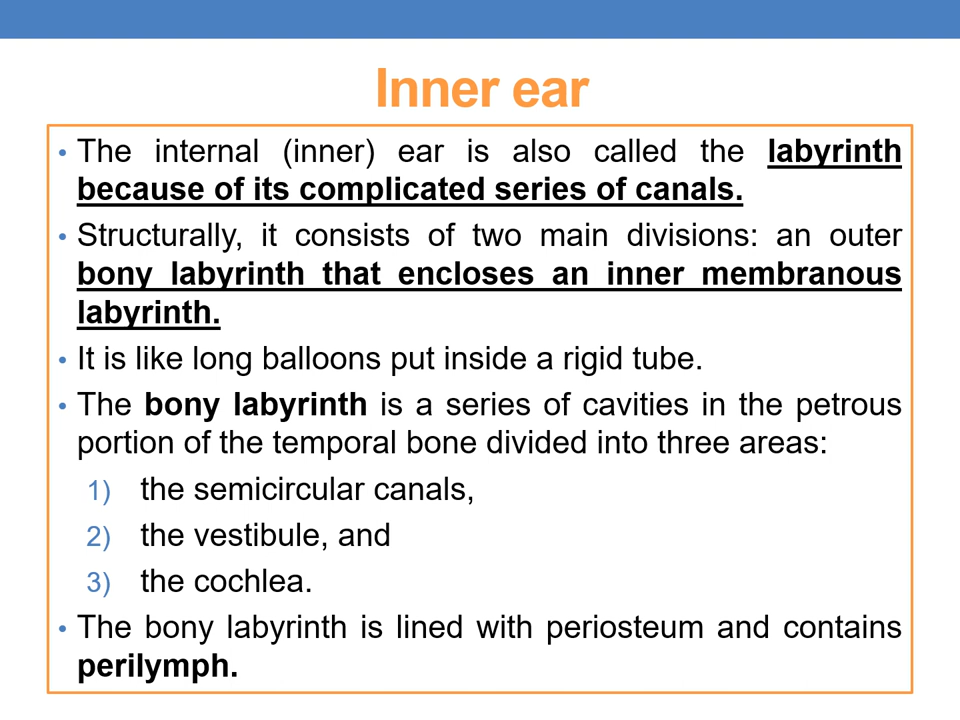 Inner ear
• The internal (inner) ear is also called the labyrinth
because of its complicated series of canals.
• Structurally, it consists of two main divisions: an outer
bony labyrinth that encloses an inner membranous
labyrinth.
• It is like long balloons put inside a rigid tube.
• The bony labyrinth is a series of cavities in the petrous
portion of the temporal bone divided into three areas:
1) the semicircular canals,
2) the vestibule, and
3) the cochlea.
• The bony labyrinth is lined with periosteum and contains
perilymph.